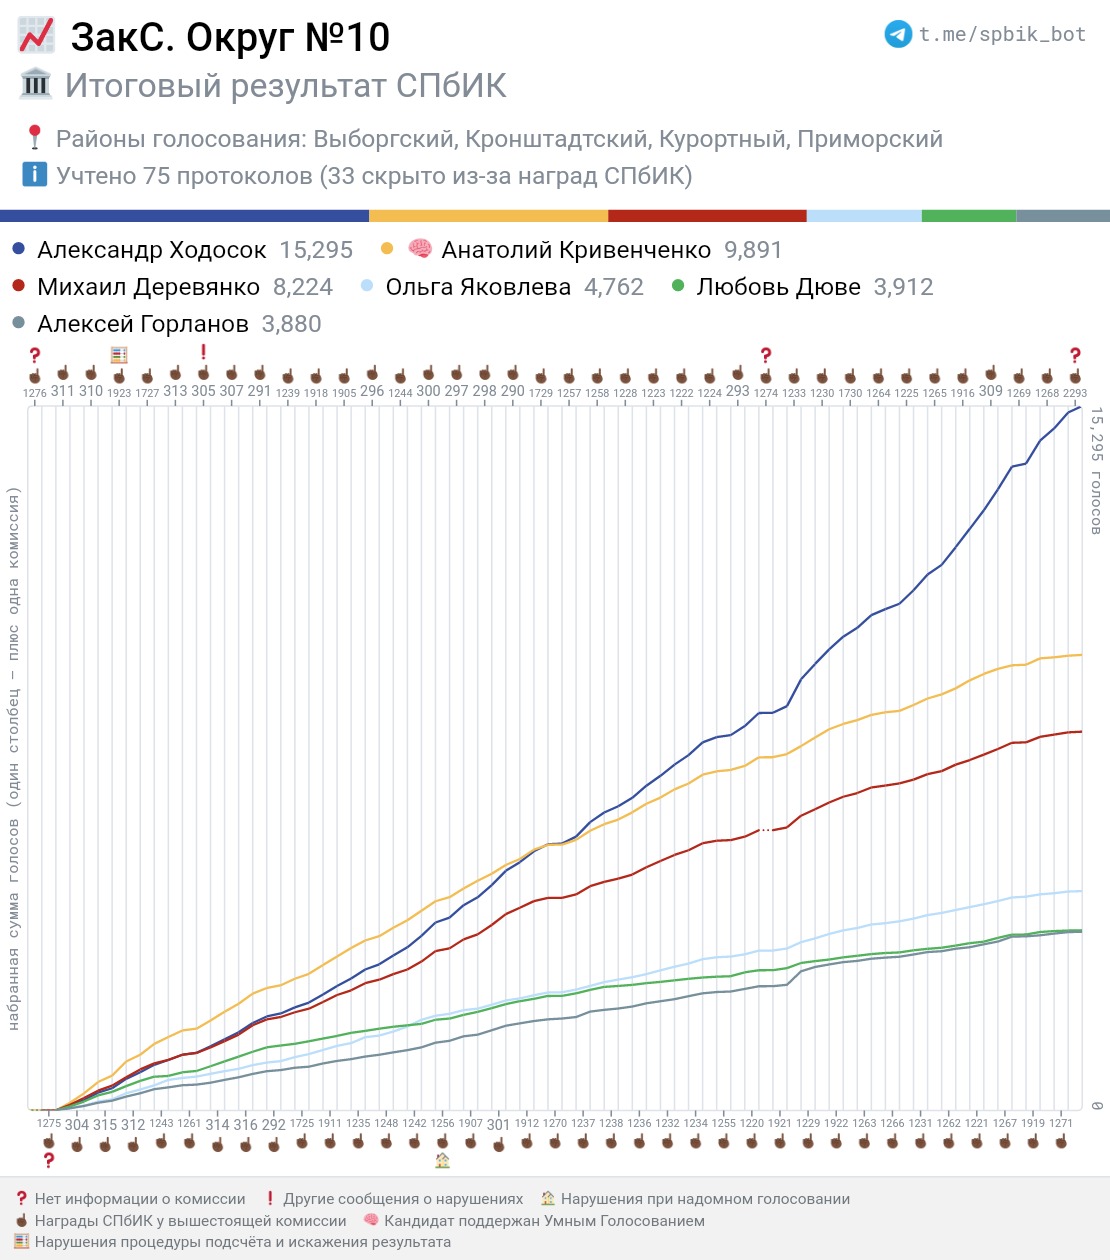 ЗакС. Округ №10
t.me/spbik_bot
Итоговый результат СПбИК
Районы голосования: Выборгский, Кронштадтский, Курортный, Приморский
Учтено 75 протоколов (33 скрыто из-за наград СПбИК)
Александр Ходосок 15,295 Анатолий Кривенченко 9,891
Михаил Деревянко 8,224 Ольга Яковлева 4,762 Любовь Дюве 3,912
Алексей Горланов 3,880
1276 311 310 1923 1727 313 305 307 291 1239 1918 1905 296 1244 300 297 298 290 1729 1257 1258 1228 1223 1222 1224 293 1274 1233 1230 1730 1264 1225 1265 1916 309 1269 1268 2293
15,295 голосов
набранная сумма голосов (один столбец — плюс одна комиссия)
0
1275 304 315 312 1243 1261 314 316 292 1725 1911 1235 1248 1242 1256 1907 301 1912 1270 1237 1238 1236 1232 1234 1255 1220 1921 1229 1922 1263 1266 1231 1262 1221 1267 1919 1271
Нет информации о комиссии Другие сообщения о нарушениях Нарушения при надомном голосовании
Награды СПбИК у вышестоящей комиссии Кандидат поддержан Умным Голосованием
Нарушения процедуры подсчёта и искажения результата